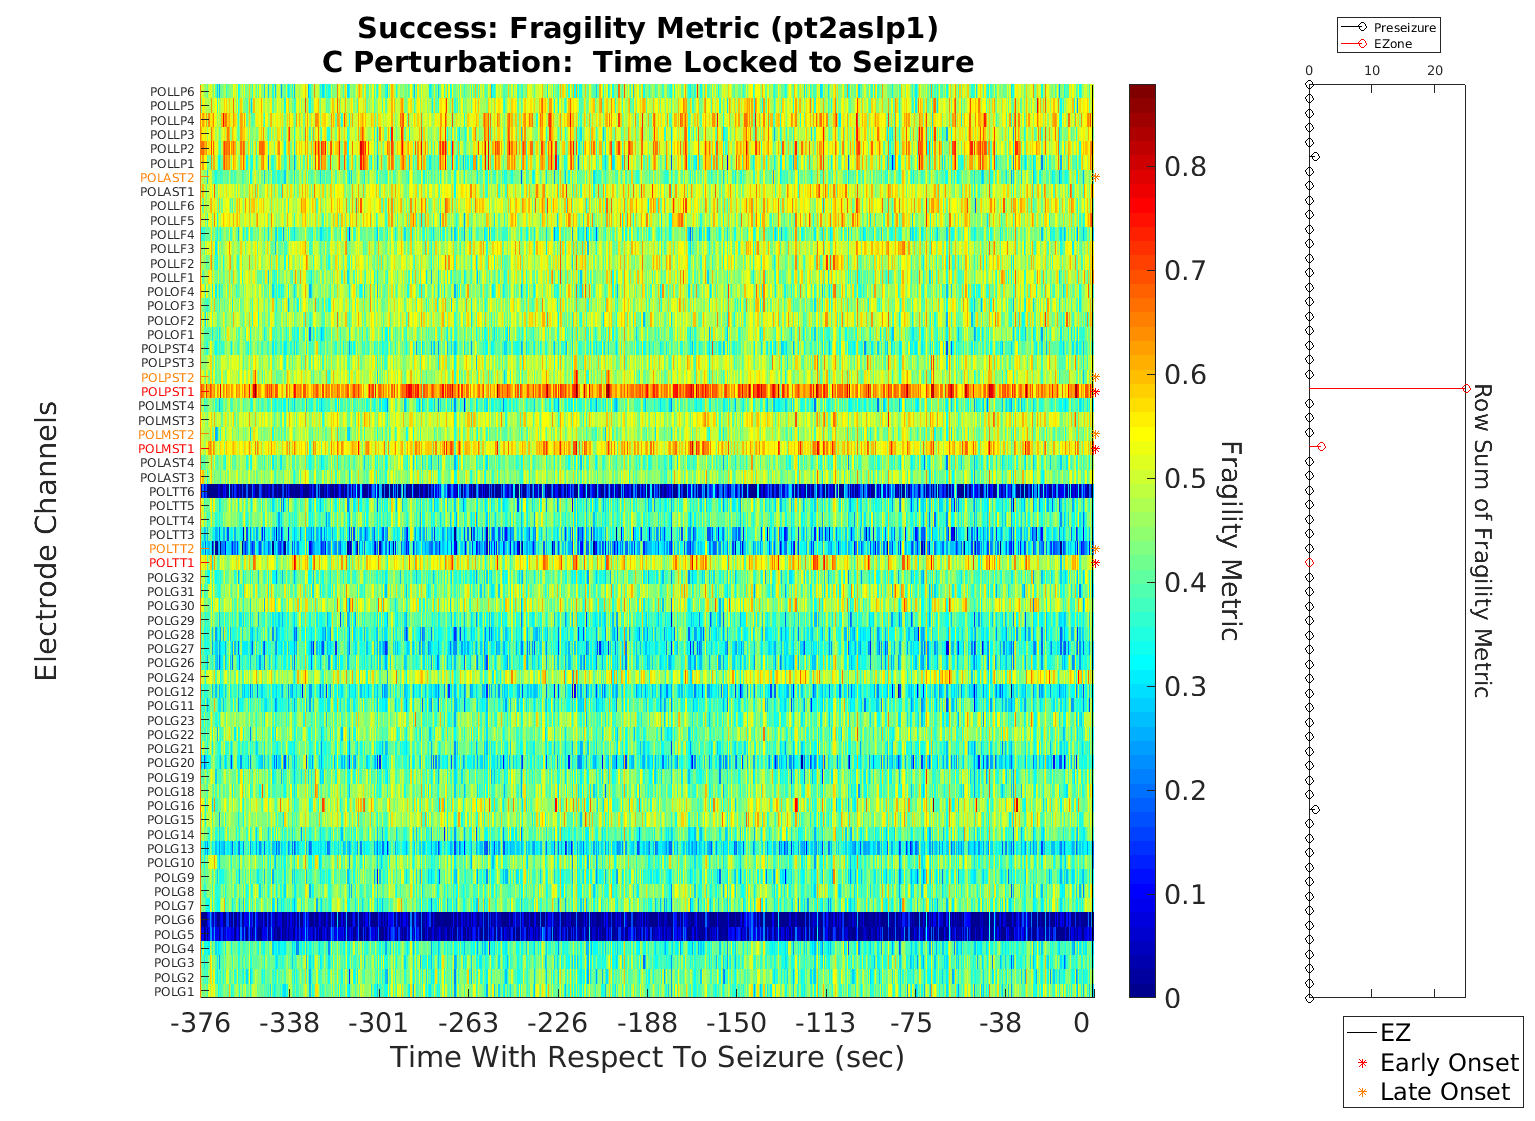 Success: Fragility Metric (pt2aslp1)
C Perturbation:  Time Locked to Seizure
Preseizure
EZone
0 10 20
POLLP6
POLLP5
POLLP4
POLLP3
POLLP2
POLLP1
POLAST2
POLAST1
POLLF6
POLLF5
POLLF4
POLLF3
POLLF2
POLLF1
POLOF4
POLOF3
POLOF2
POLOF1
POLPST4
POLPST3
POLPST2
POLPST1
POLMST4
POLMST3
POLMST2
POLMST1
POLAST4
POLAST3
POLTT6
POLTT5
POLTT4
POLTT3
POLTT2
POLTT1
POLG32
POLG31
POLG30
POLG29
POLG28
POLG27
POLG26
POLG24
POLG12
POLG11
POLG23
POLG22
POLG21
POLG20
POLG19
POLG18
POLG16
POLG15
POLG14
POLG13
POLG10
POLG9
POLG8
POLG7
POLG6
POLG5
POLG4
POLG3
POLG2
POLG1
Electrode Channels
-376 -338 -301 -263 -226 -188 -150 -113 -75 -38 0
Time With Respect To Seizure (sec)
0.8
0.7
0.6
0.5
0.4
0.3
0.2
0.1
0
Fragility Metric
Row Sum of Fragility Metric
EZ
Early Onset
Late Onset